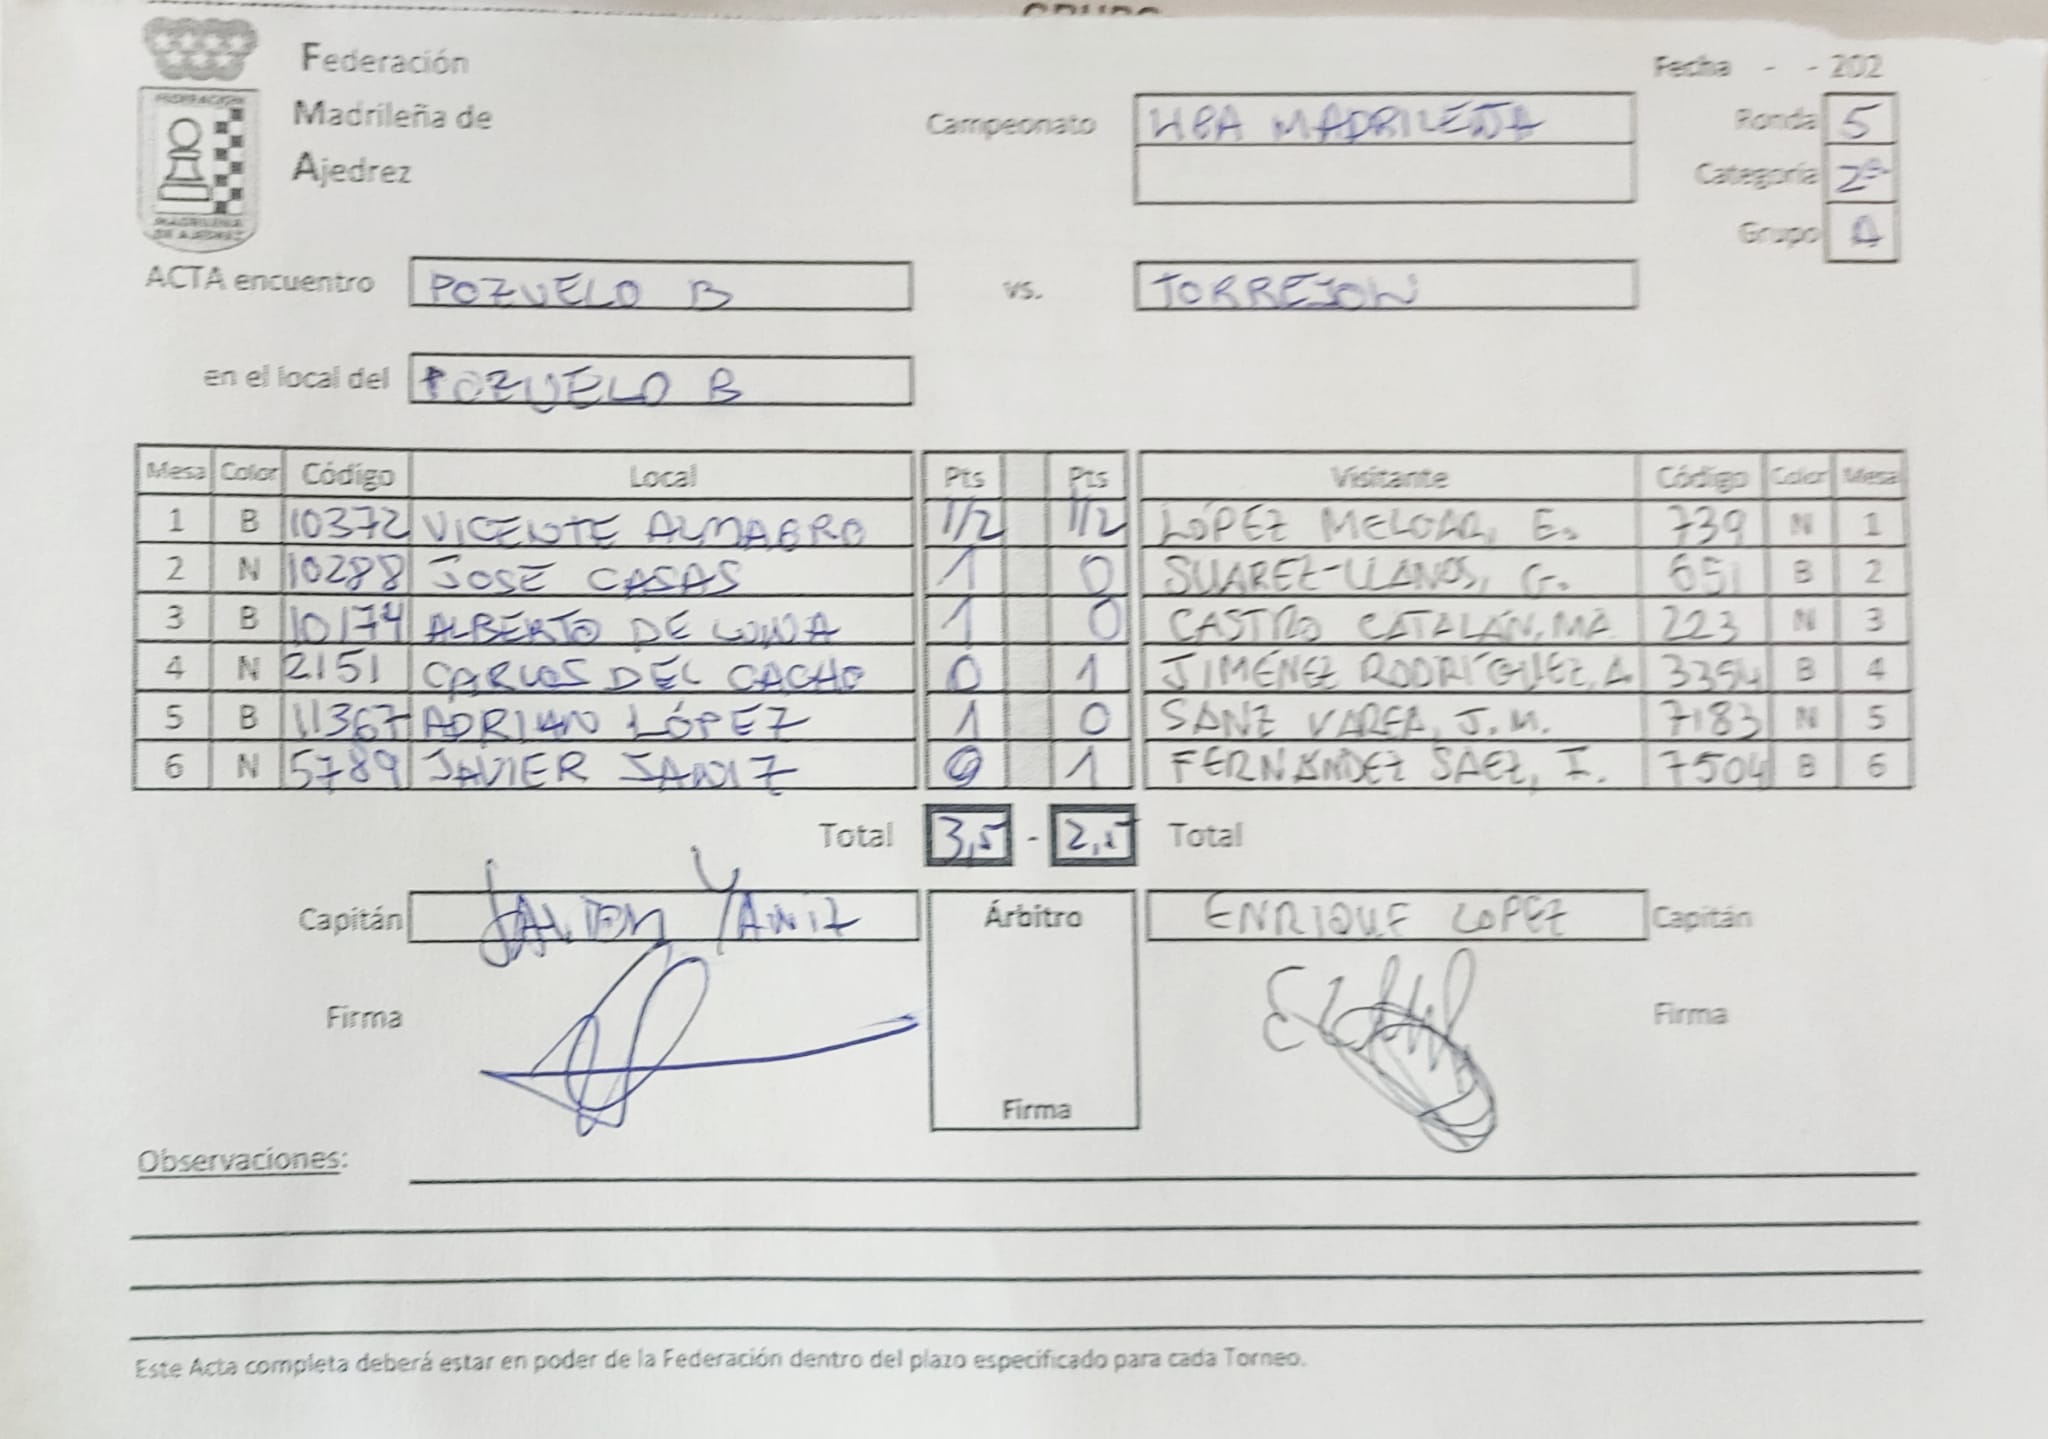 Federación
Madrileña de
Ajedrez
FEDERACION
MADRILEÑA
DE AJEDREZ
Fecha - - 202
Campeonato LIGA MADRILEÑA
Ronda 5
Categoría 2ª
Grupo A
ACTA encuentro POZUELO B vs. TORREJON
en el local del POZUELO B
Mesa Color Código Local Pts Pts Visitante Código Color Mesa
1 B 10372 VICENTE ALMAGRO 1/2 1/2 LÓPEZ MELGAR, E. 739 N 1
2 N 10288 JOSE CASAS 1 0 SUAREZ-LLANOS, G. 651 B 2
3 B 10174 ALBERTO DE LUNA 1 0 CASTRO CATALÁN, MA. 223 N 3
4 N 2151 CARLOS DEL CACHO 0 1 JIMÉNEZ RODRÍGUEZ, A. 3354 B 4
5 B 11367 ADRIAN LÓPEZ 1 0 SANZ VAREA, J.M. 7183 N 5
6 N 5789 JAVIER 0 1 FERNÁNDEZ SAEZ, I. 7504 B 6
Total 3,5 - 2,5 Total
Capitán Árbitro ENRIQUE LOPEZ Capitán
Firma Firma
Firma
Observaciones:
Este Acta completa deberá estar en poder de la Federación dentro del plazo especificado para cada Torneo.